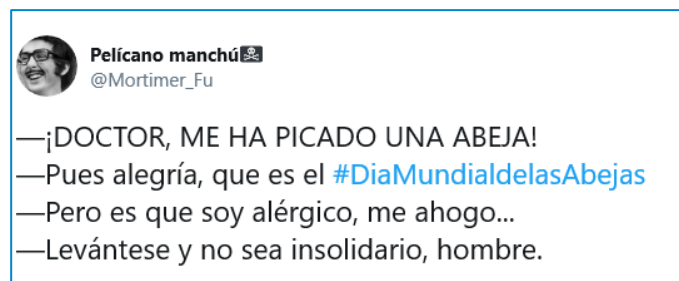 Pelícano manchú🏴‍☠️
@Mortimer_Fu
—¡DOCTOR, ME HA PICADO UNA ABEJA!
—Pues alegría, que es el #DiaMundialdelasAbejas
—Pero es que soy alérgico, me ahogo...
—Levántese y no sea insolidario, hombre.